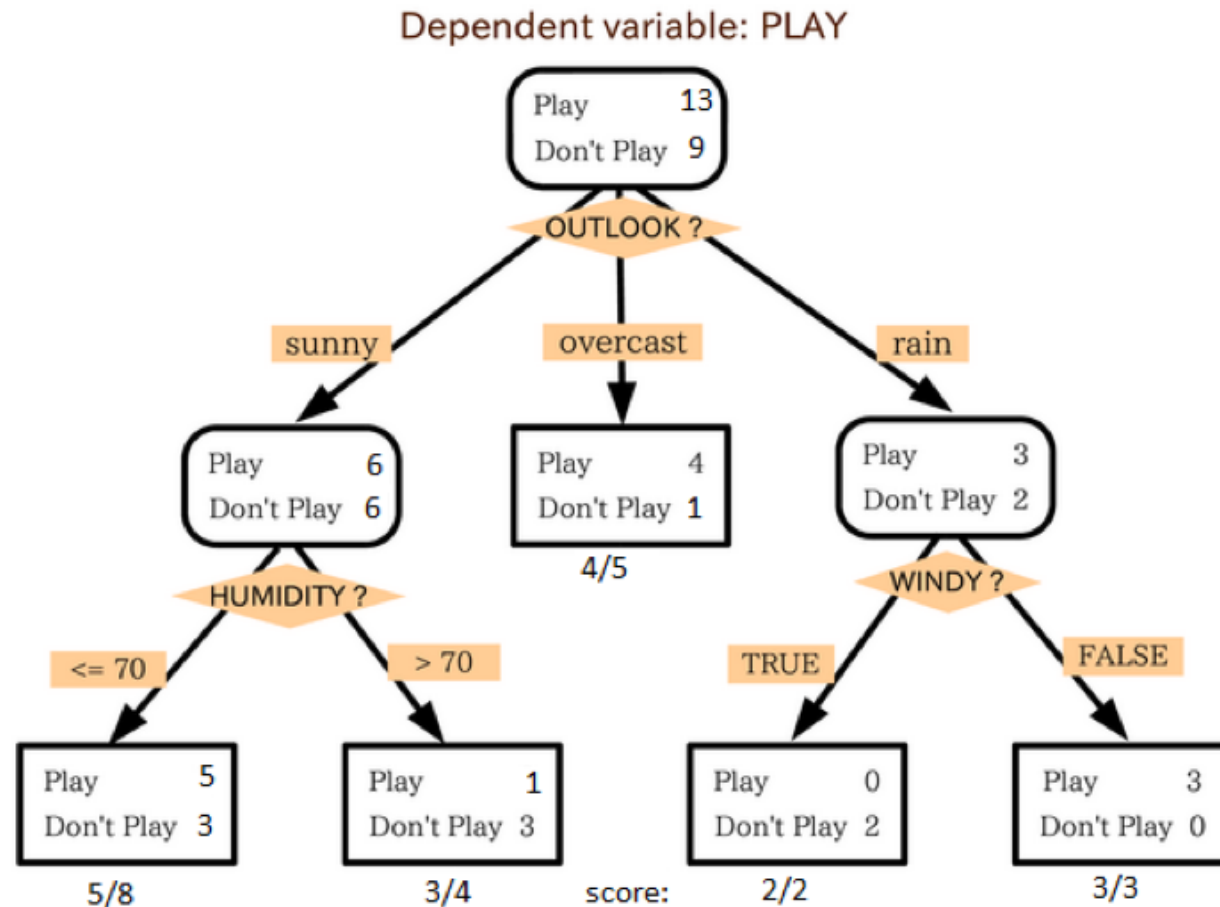 Dependent variable: PLAY
Play 13
Don't Play 9
OUTLOOK ?
sunny
overcast
rain
Play 6
Don't Play 6
Play 4
Don't Play 1
Play 3
Don't Play 2
4/5
HUMIDITY ?
WINDY ?
<= 70
> 70
TRUE
FALSE
Play 5
Don't Play 3
Play 1
Don't Play 3
Play 0
Don't Play 2
Play 3
Don't Play 0
5/8
3/4
score:
2/2
3/3